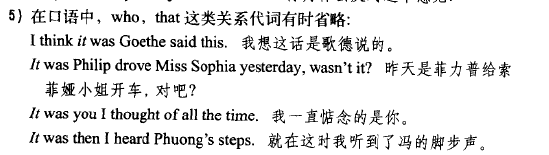 5) 在口语中，who，that 这类关系代词有时省略：
I think it was Goethe said this. 我想这话是歌德说的。
It was Philip drove Miss Sophia yesterday, wasn't it? 昨天是菲力普给索
菲娅小姐开车，对吧？
It was you I thought of all the time. 我一直惦念的是你。
It was then I heard Phuong's steps. 就在这时我听到了冯的脚步声。